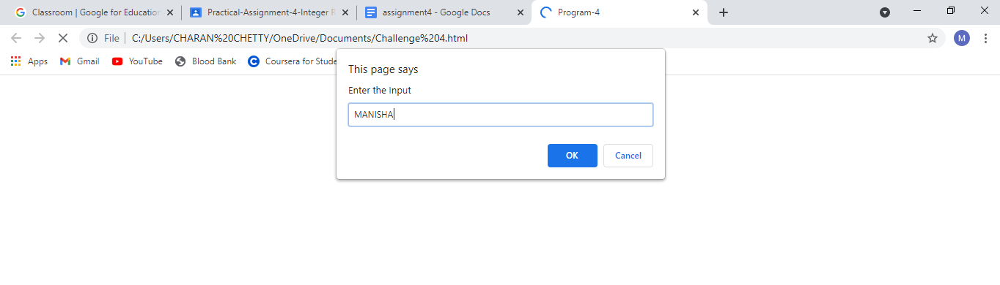 Classroom | Google for Education
Practical-Assignment-4-Integer R
assignment4 - Google Docs
Program-4
File
C:/Users/CHARAN%20CHETTY/OneDrive/Documents/Challenge%204.html
M
Apps
Gmail
YouTube
Blood Bank
Coursera for Stude
This page says
Enter the Input
MANISHA
OK
Cancel